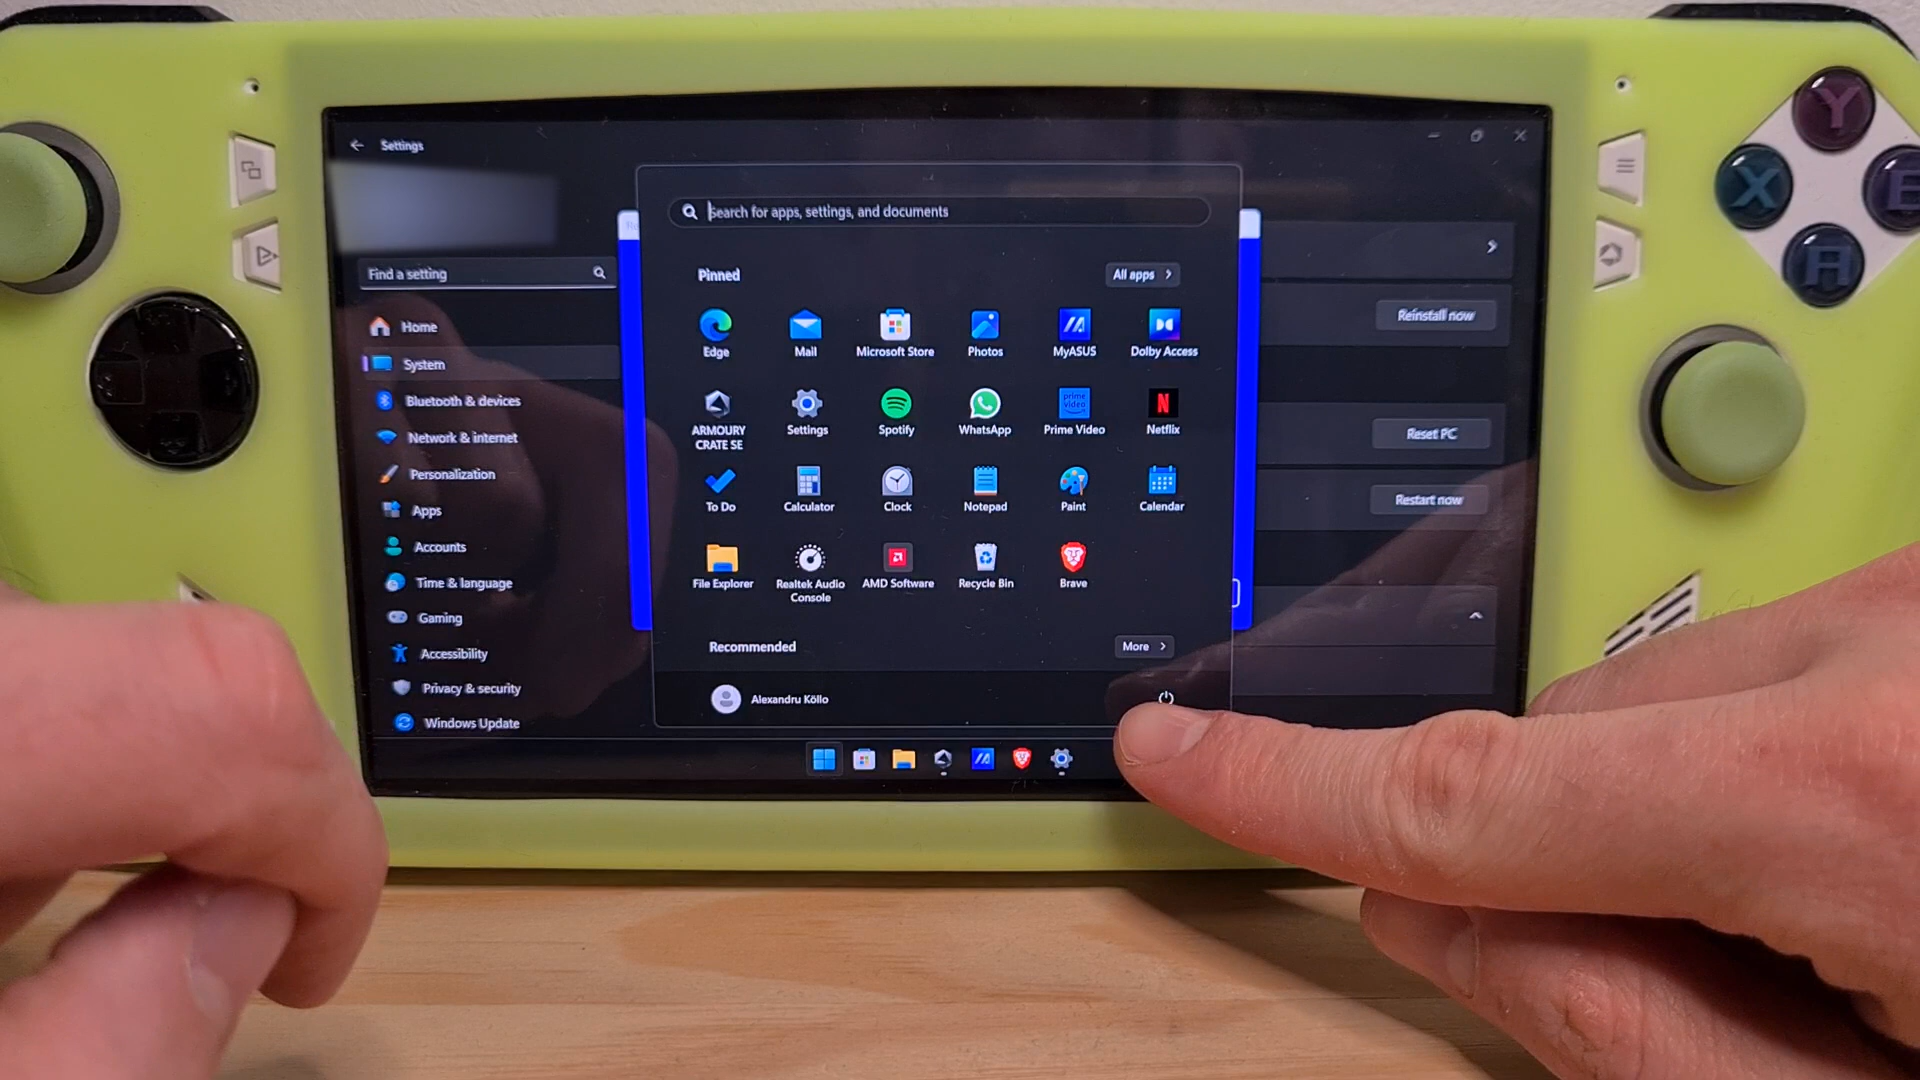 Settings
Search for apps, settings, and documents
Find a setting
Home
System
Bluetooth & devices
Network & internet
Personalization
Apps
Accounts
Time & language
Gaming
Accessibility
Privacy & security
Windows Update
Pinned
All apps
Edge
Mail
Microsoft Store
Photos
MyASUS
Dolby Access
ARMOURY CRATE SE
Settings
Spotify
WhatsApp
prime video
Prime Video
N
Netflix
To Do
Calculator
Clock
Notepad
Paint
Calendar
File Explorer
Realtek Audio Console
AMD Software
Recycle Bin
Brave
Recommended
More
Alexandru Köllo
Reinstall now
Reset PC
Restart now
Y
X
B
A